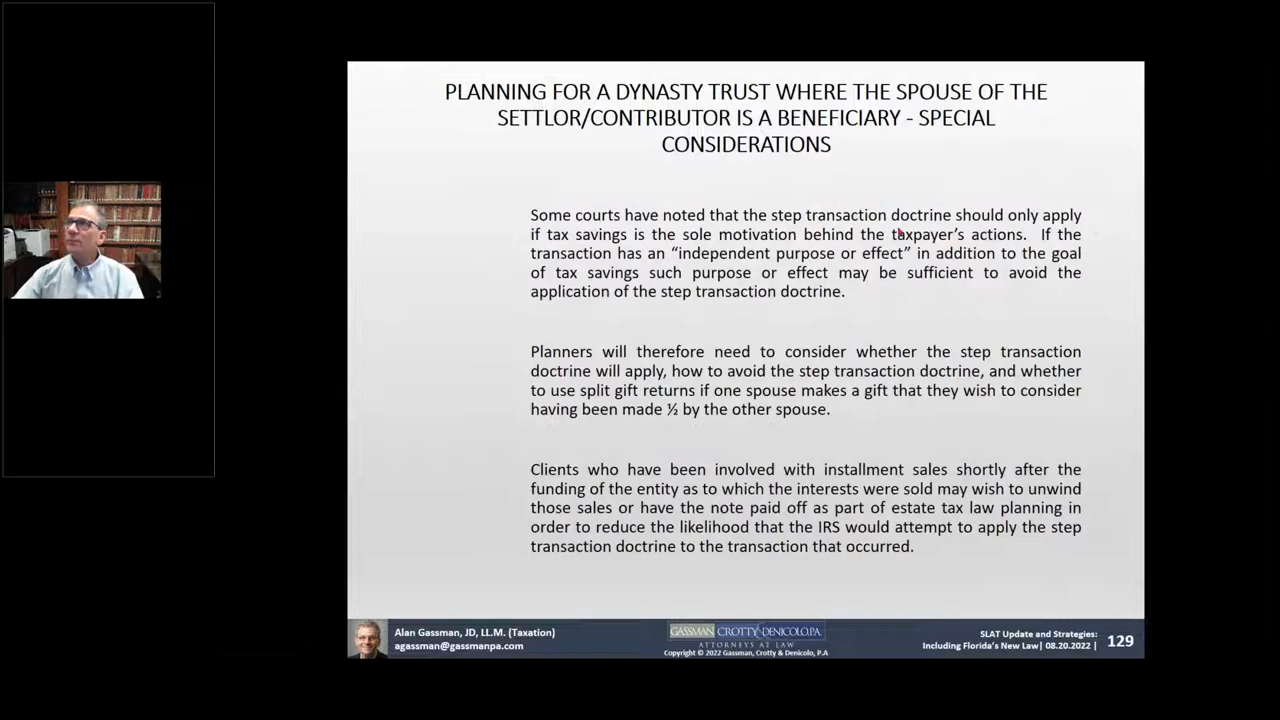 PLANNING FOR A DYNASTY TRUST WHERE THE SPOUSE OF THE
SETTLOR/CONTRIBUTOR IS A BENEFICIARY - SPECIAL
CONSIDERATIONS
Some courts have noted that the step transaction doctrine should only apply
if tax savings is the sole motivation behind the taxpayer's actions. If the
transaction has an "independent purpose or effect" in addition to the goal
of tax savings such purpose or effect may be sufficient to avoid the
application of the step transaction doctrine.
Planners will therefore need to consider whether the step transaction
doctrine will apply, how to avoid the step transaction doctrine, and whether
to use split gift returns if one spouse makes a gift that they wish to consider
having been made ½ by the other spouse.
Clients who have been involved with installment sales shortly after the
funding of the entity as to which the interests were sold may wish to unwind
those sales or have the note paid off as part of estate tax law planning in
order to reduce the likelihood that the IRS would attempt to apply the step
transaction doctrine to the transaction that occurred.
Alan Gassman, JD, LL.M. (Taxation)
agassman@gassmanpa.com
GASSMAN CROTTY DENICOLO, P.A.
ATTORNEYS AT LAW
Copyright © 2022 Gassman, Crotty & Denicolo, P.A
SLAT Update and Strategies:
Including Florida's New Law| 08.20.2022 |
129